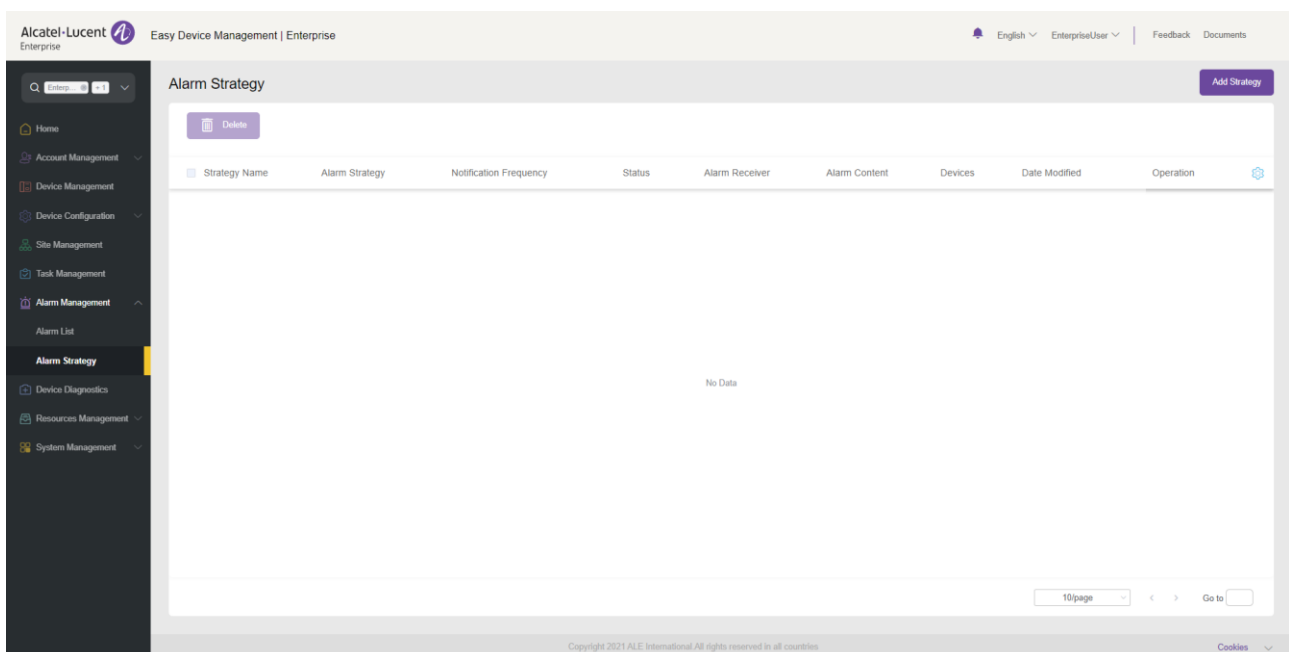 Alcatel·Lucent
Enterprise
Easy Device Management | Enterprise
English
EnterpriseUser
Feedback
Documents
Enterp...
+ 1
Home
Account Management
Device Management
Device Configuration
Site Management
Task Management
Alarm Management
Alarm List
Alarm Strategy
Device Diagnostics
Resources Management
System Management
Alarm Strategy
Add Strategy
Delete
Strategy Name
Alarm Strategy
Notification Frequency
Status
Alarm Receiver
Alarm Content
Devices
Date Modified
Operation
No Data
10/page
<
>
Go to
Copyright 2021 ALE International.All rights reserved in all countries
Cookies